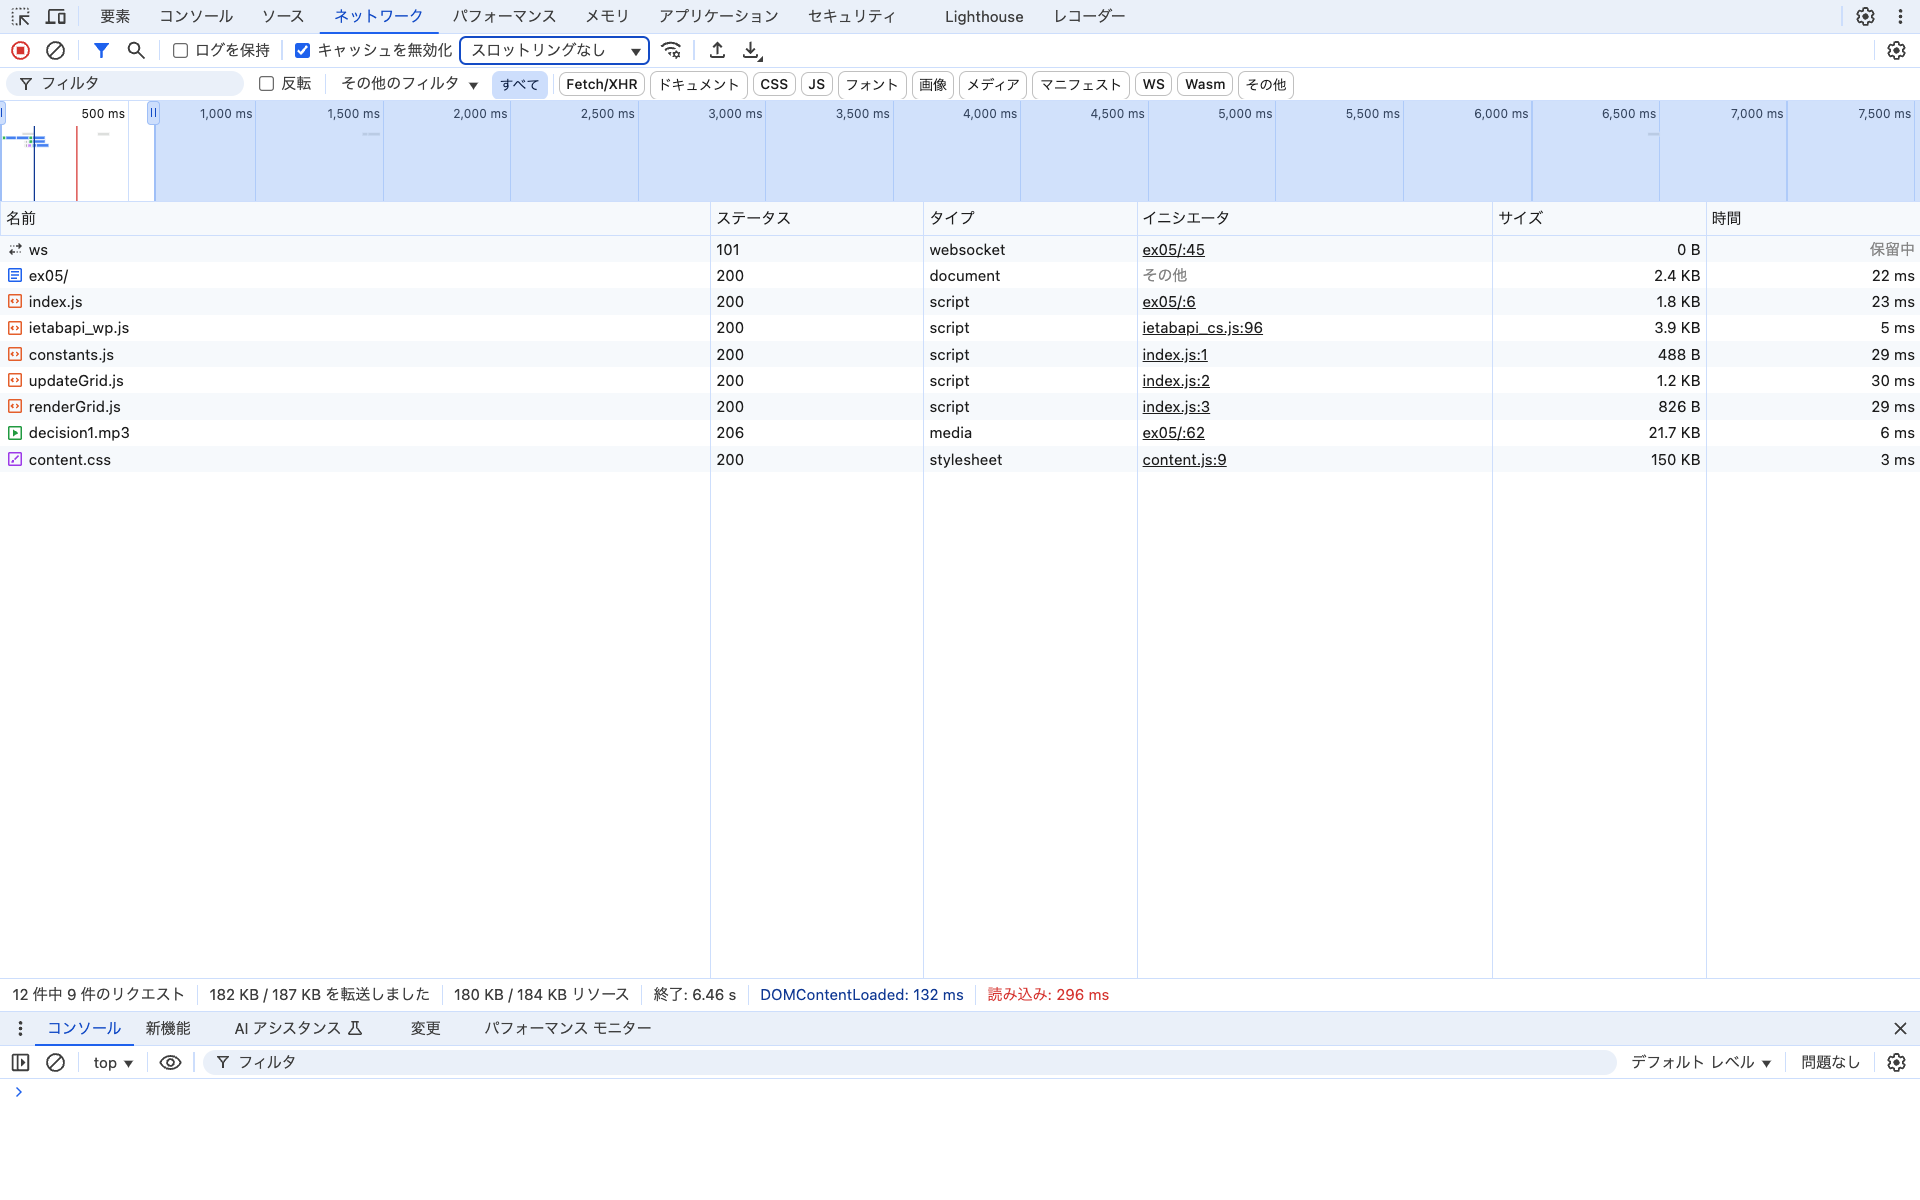 要素 コンソール ソース ネットワーク パフォーマンス メモリ アプリケーション セキュリティ Lighthouse レコーダー
ログを保持 キャッシュを無効化 スロットリングなし
フィルタ 反転 その他のフィルタ すべて Fetch/XHR ドキュメント CSS JS フォント 画像 メディア マニフェスト WS Wasm その他
500 ms 1,000 ms 1,500 ms 2,000 ms 2,500 ms 3,000 ms 3,500 ms 4,000 ms 4,500 ms 5,000 ms 5,500 ms 6,000 ms 6,500 ms 7,000 ms 7,500 ms
名前 ステータス タイプ イニシエータ サイズ 時間
ws 101 websocket ex05/:45 0 B 保留中
ex05/ 200 document その他 2.4 KB 22 ms
index.js 200 script ex05/:6 1.8 KB 23 ms
ietabapi_wp.js 200 script ietabapi_cs.js:96 3.9 KB 5 ms
constants.js 200 script index.js:1 488 B 29 ms
updateGrid.js 200 script index.js:2 1.2 KB 30 ms
renderGrid.js 200 script index.js:3 826 B 29 ms
decision1.mp3 206 media ex05/:62 21.7 KB 6 ms
content.css 200 stylesheet content.js:9 150 KB 3 ms
12 件中 9 件のリクエスト 182 KB / 187 KB を転送しました 180 KB / 184 KB リソース 終了: 6.46 s DOMContentLoaded: 132 ms 読み込み: 296 ms
コンソール 新機能 AI アシスタンス 変更 パフォーマンス モニター
top フィルタ デフォルト レベル 問題なし